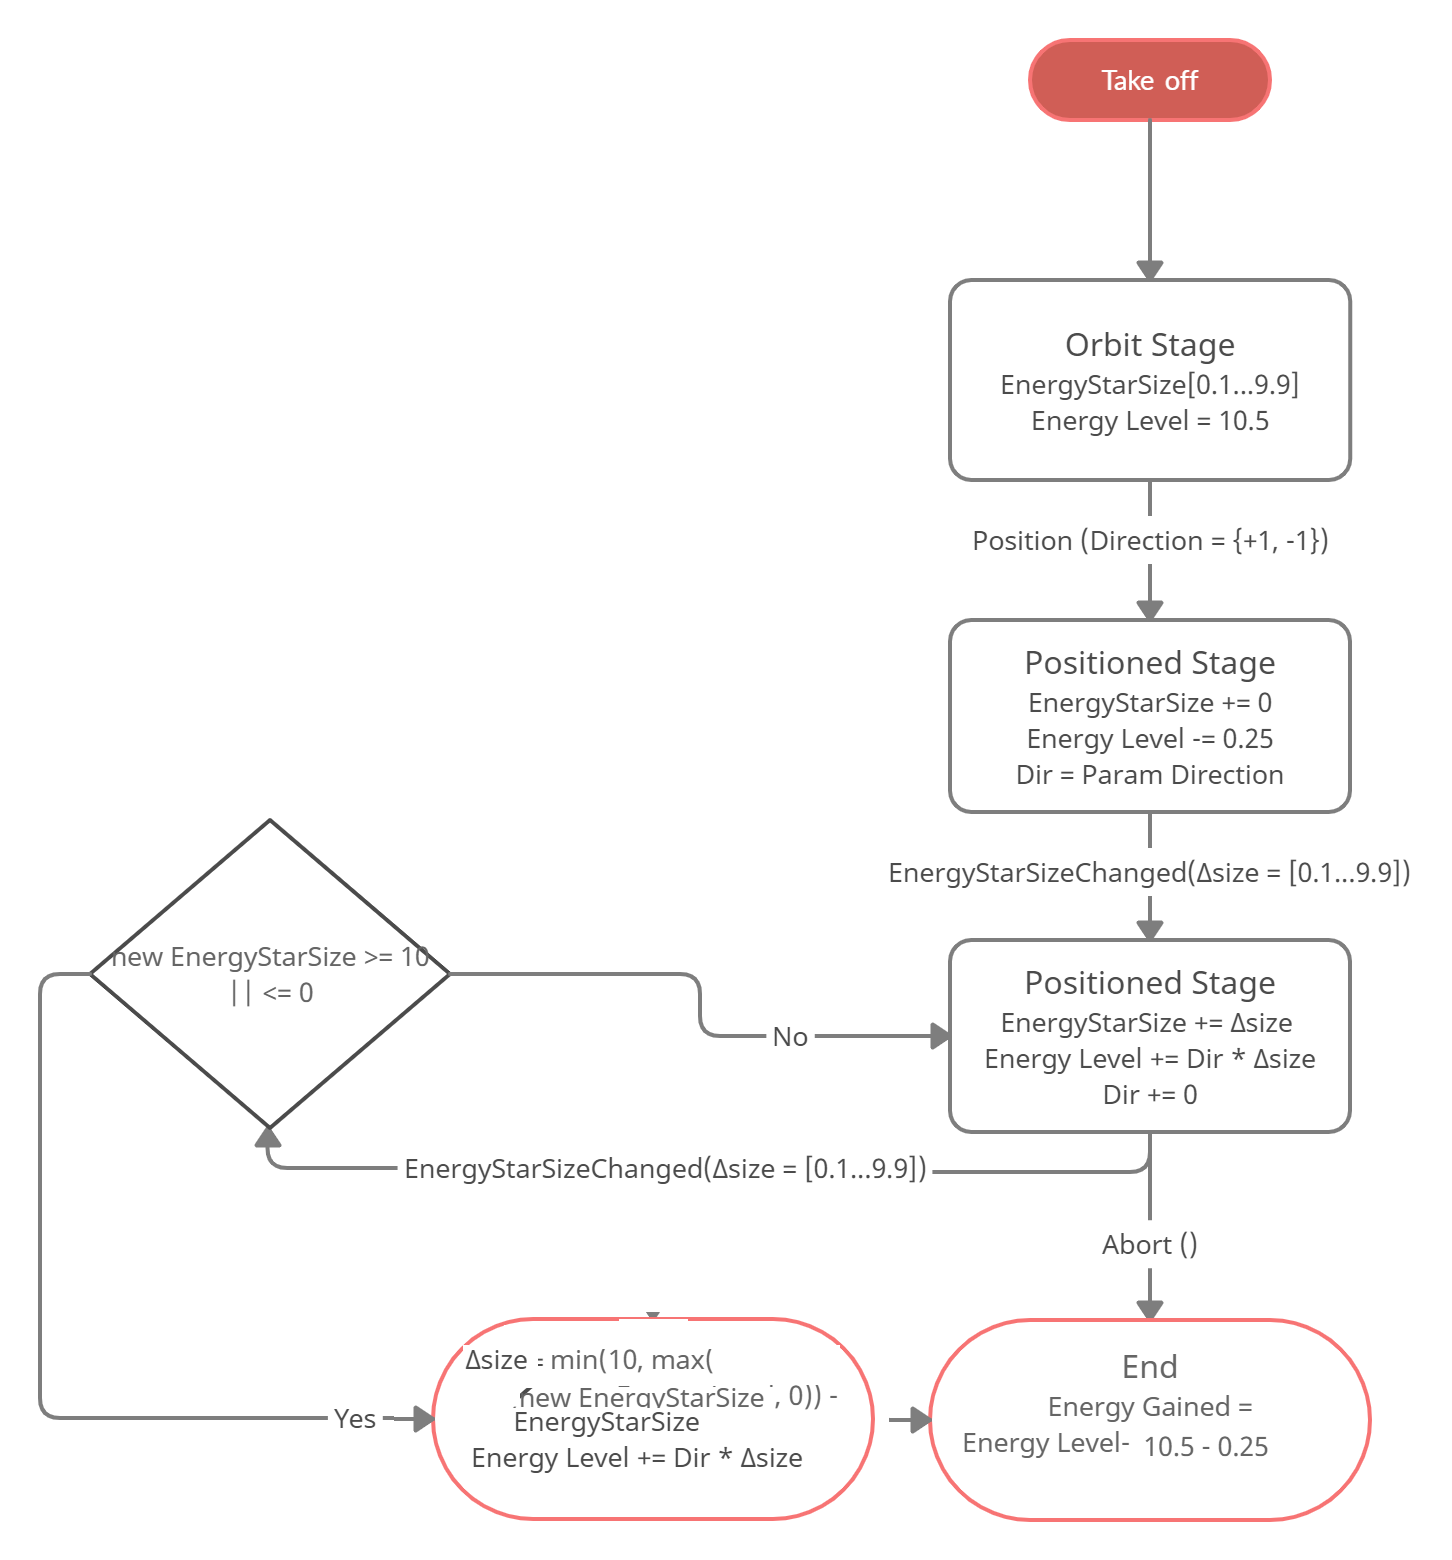 Take off
Orbit Stage
EnergyStarSize[0.1...9.9]
Energy Level = 10.5
Position (Direction = {+1, -1})
Positioned Stage
EnergyStarSize += 0
Energy Level -= 0.25
Dir = Param Direction
EnergyStarSizeChanged(Δsize = [0.1...9.9])
new EnergyStarSize >= 10
|| <= 0
No
Positioned Stage
EnergyStarSize += Δsize
Energy Level += Dir * Δsize
Dir += 0
EnergyStarSizeChanged(Δsize = [0.1...9.9])
Abort ()
Yes
Δsize = min(10, max(
new EnergyStarSize , 0)) -
EnergyStarSize
Energy Level += Dir * Δsize
End
Energy Gained =
Energy Level- 10.5 - 0.25